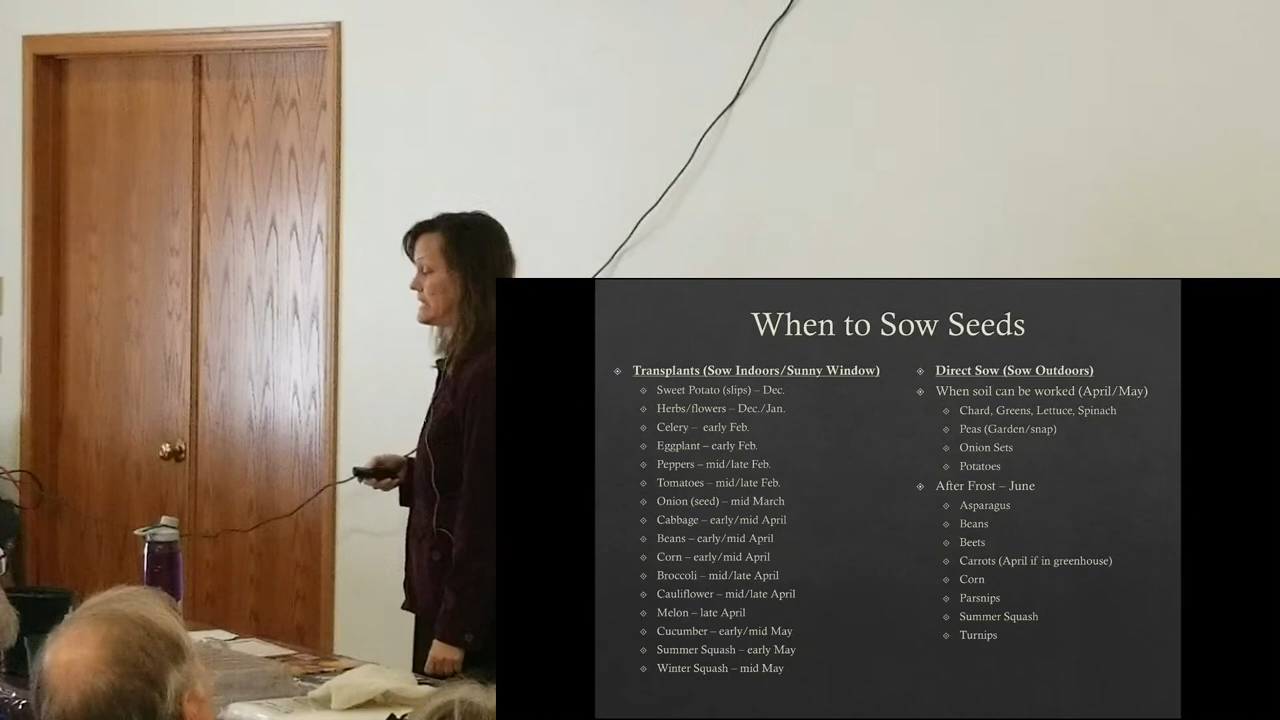 When to Sow Seeds
Transplants (Sow Indoors/Sunny Window)
Sweet Potato (slips) – Dec.
Herbs/flowers – Dec./Jan.
Celery – early Feb.
Eggplant – early Feb.
Peppers – mid/late Feb.
Tomatoes – mid/late Feb.
Onion (seed) – mid March
Cabbage – early/mid April
Beans – early/mid April
Corn – early/mid April
Broccoli – mid/late April
Cauliflower – mid/late April
Melon – late April
Cucumber – early/mid May
Summer Squash – early May
Winter Squash – mid May
Direct Sow (Sow Outdoors)
When soil can be worked (April/May)
Chard, Greens, Lettuce, Spinach
Peas (Garden/snap)
Onion Sets
Potatoes
After Frost – June
Asparagus
Beans
Beets
Carrots (April if in greenhouse)
Corn
Parsnips
Summer Squash
Turnips